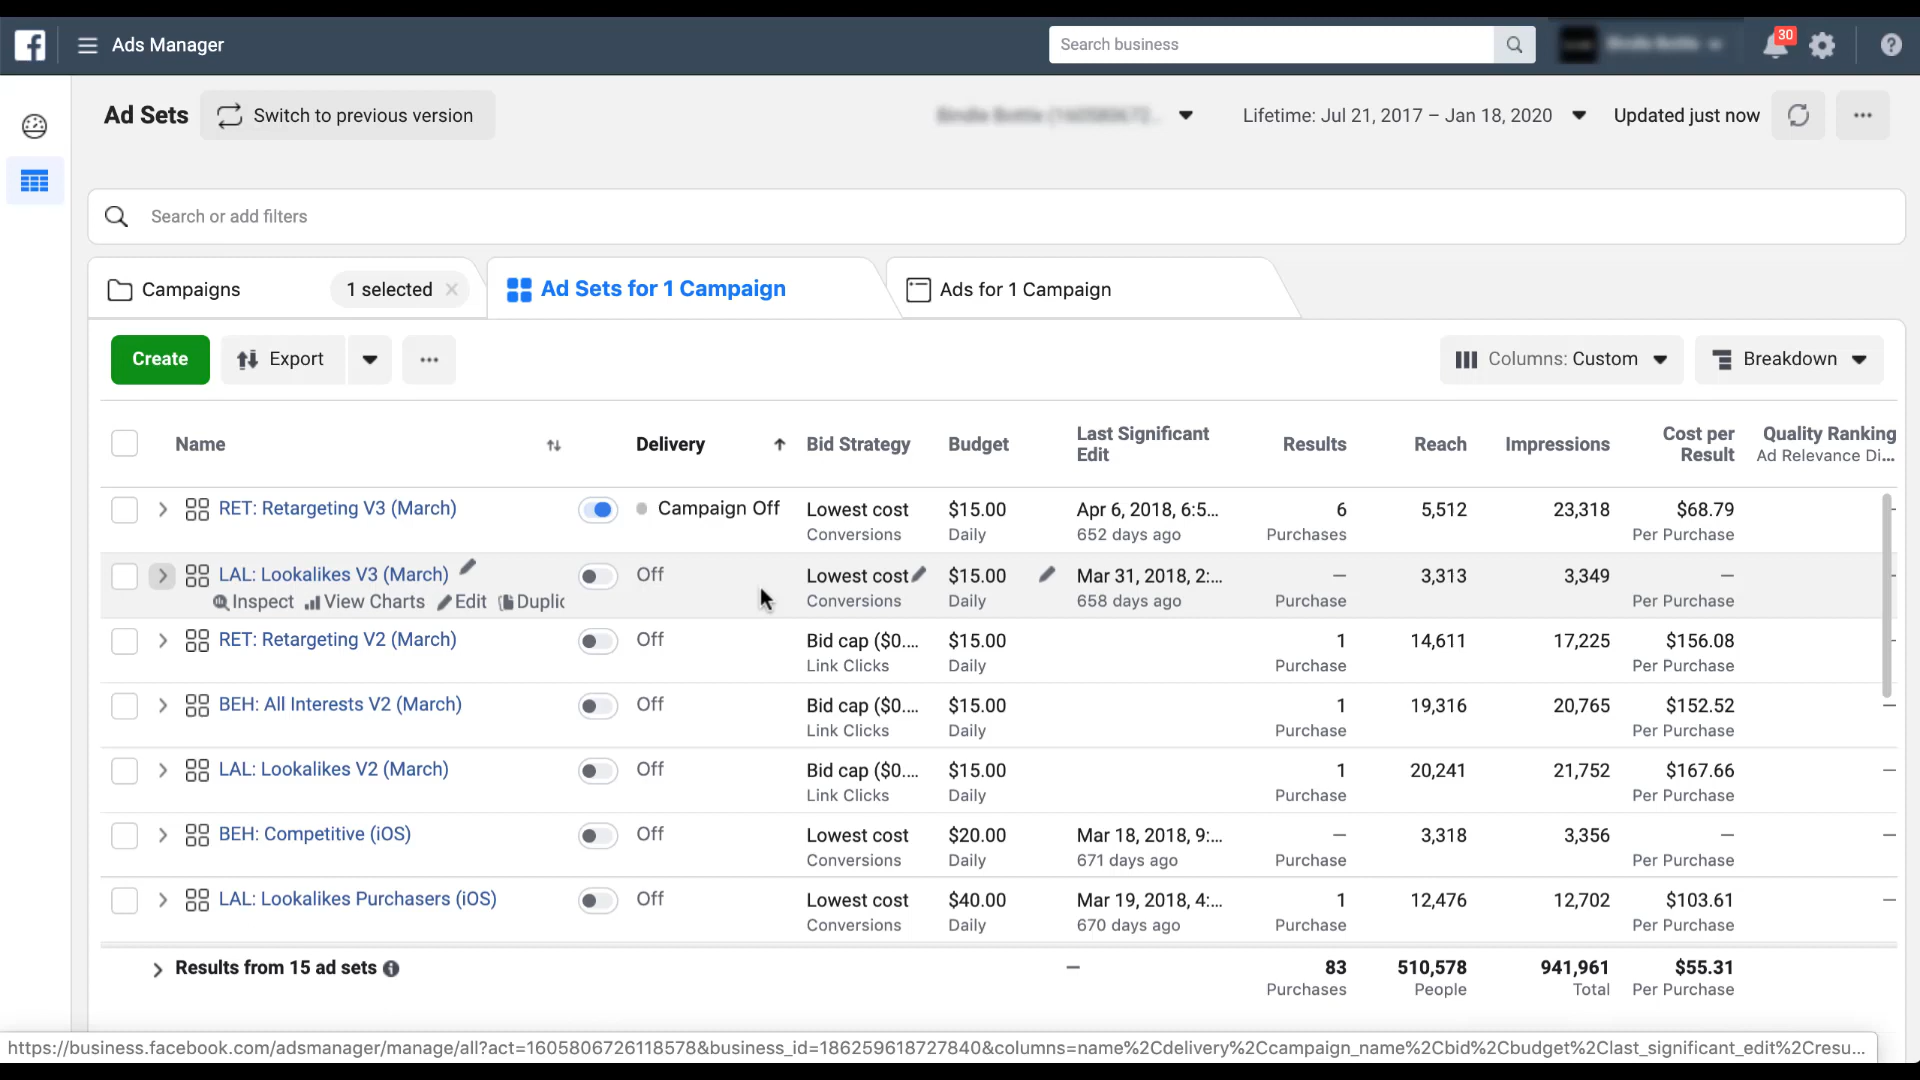 Ads Manager
Search business
30
Ad Sets
Switch to previous version
Lifetime: Jul 21, 2017 – Jan 18, 2020
Updated just now
Search or add filters
Campaigns
1 selected
Ad Sets for 1 Campaign
Ads for 1 Campaign
Create
Export
Columns: Custom
Breakdown
Name
Delivery
Bid Strategy
Budget
Last Significant
Edit
Results
Reach
Impressions
Cost per
Result
Quality Ranking
Ad Relevance Di...
RET: Retargeting V3 (March)
Campaign Off
Lowest cost
Conversions
$15.00
Daily
Apr 6, 2018, 6:5...
652 days ago
6
Purchases
5,512
23,318
$68.79
Per Purchase
LAL: Lookalikes V3 (March)
Inspect View Charts Edit Duplic
Off
Lowest cost
Conversions
$15.00
Daily
Mar 31, 2018, 2:...
658 days ago
—
Purchase
3,313
3,349
—
Per Purchase
RET: Retargeting V2 (March)
Off
Bid cap ($0....
Link Clicks
$15.00
Daily
1
Purchase
14,611
17,225
$156.08
Per Purchase
BEH: All Interests V2 (March)
Off
Bid cap ($0....
Link Clicks
$15.00
Daily
1
Purchase
19,316
20,765
$152.52
Per Purchase
—
LAL: Lookalikes V2 (March)
Off
Bid cap ($0....
Link Clicks
$15.00
Daily
1
Purchase
20,241
21,752
$167.66
Per Purchase
—
BEH: Competitive (iOS)
Off
Lowest cost
Conversions
$20.00
Daily
Mar 18, 2018, 9:...
671 days ago
—
Purchase
3,318
3,356
—
Per Purchase
—
LAL: Lookalikes Purchasers (iOS)
Off
Lowest cost
Conversions
$40.00
Daily
Mar 19, 2018, 4:...
670 days ago
1
Purchase
12,476
12,702
$103.61
Per Purchase
—
Results from 15 ad sets
—
83
Purchases
510,578
People
941,961
Total
$55.31
Per Purchase
https://business.facebook.com/adsmanager/manage/all?act=1605806726118578&business_id=186259618727840&columns=name%2Cdelivery%2Ccampaign_name%2Cbid%2Cbudget%2Clast_significant_edit%2Cresu...